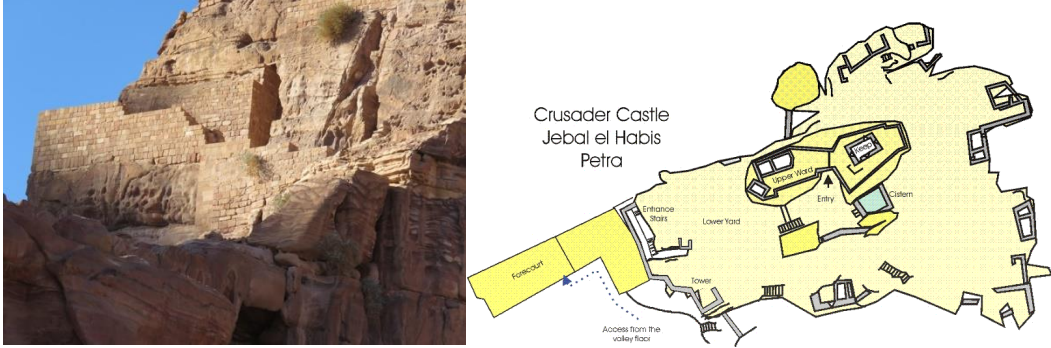 Crusader Castle
Jebal el Habis
Petra
Keep
Upper Ward
Entry
Cistern
Entrance
Stairs
Lower Yard
Forecourt
Tower
Access from the
valley floor